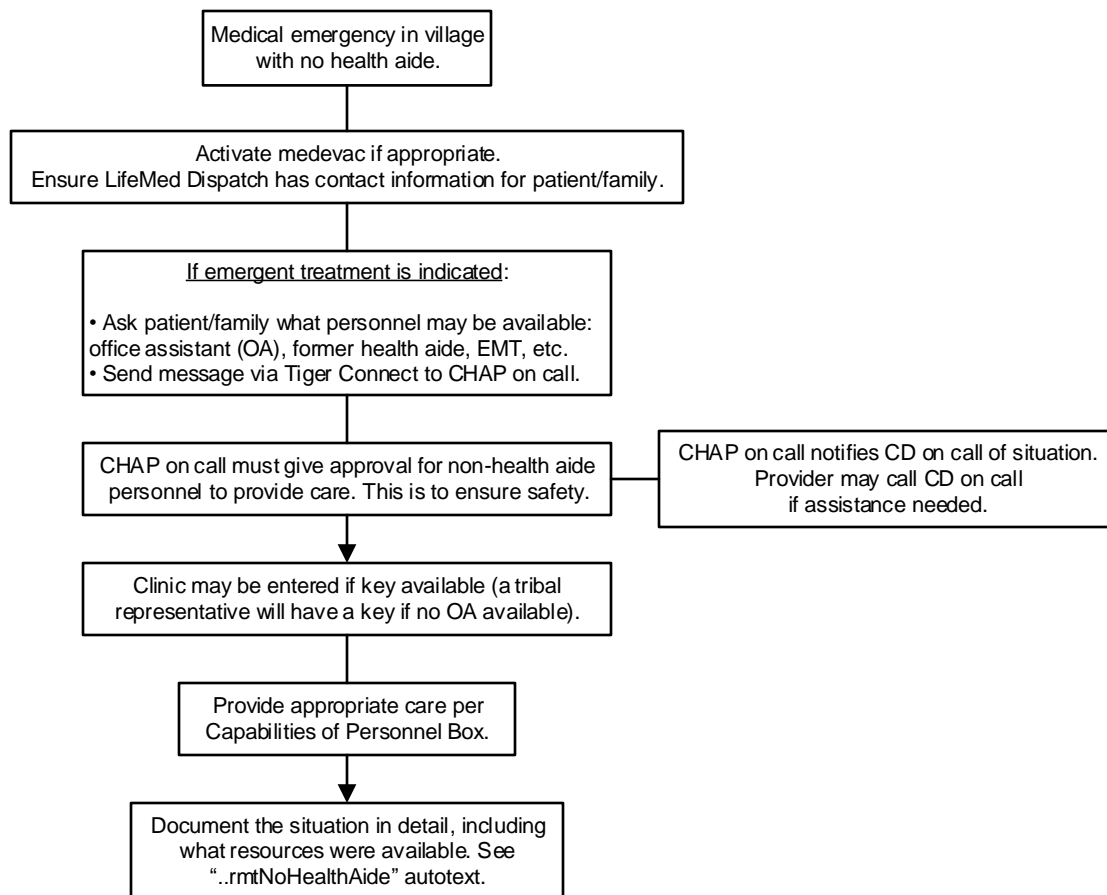 Medical emergency in village
with no health aide.
Activate medevac if appropriate.
Ensure LifeMed Dispatch has contact information for patient/family.
If emergent treatment is indicated:
• Ask patient/family what personnel may be available:
office assistant (OA), former health aide, EMT, etc.
• Send message via Tiger Connect to CHAP on call.
CHAP on call must give approval for non-health aide
personnel to provide care. This is to ensure safety.
CHAP on call notifies CD on call of situation.
Provider may call CD on call
if assistance needed.
Clinic may be entered if key available (a tribal
representative will have a key if no OA available).
Provide appropriate care per
Capabilities of Personnel Box.
Document the situation in detail, including
what resources were available. See
“..rmtNoHealthAide” autotext.